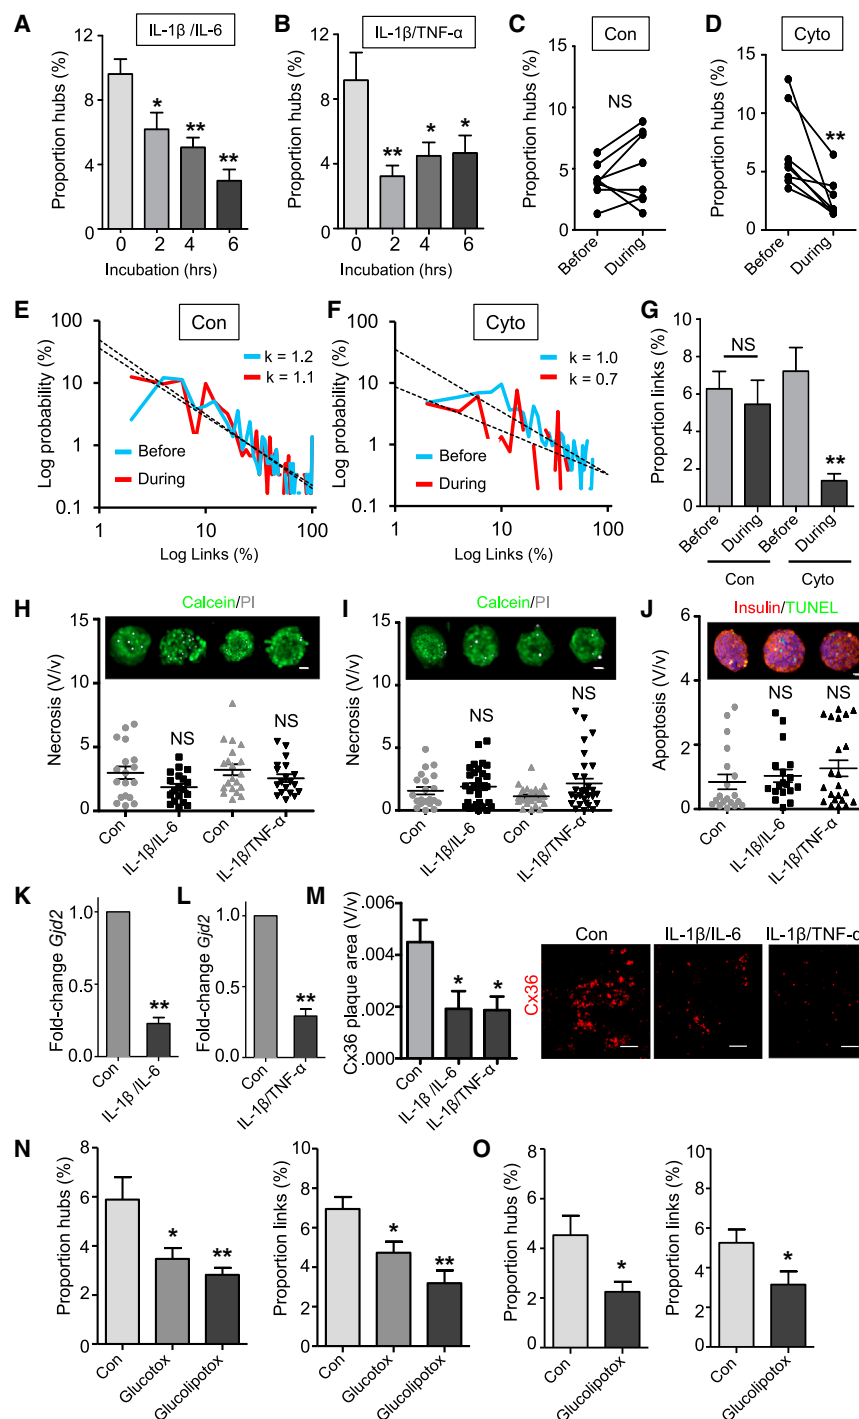 A
IL-1β /IL-6
Proportion hubs (%)
12
8
4
0
*
**
**
0 2 4 6
Incubation (hrs)
B
IL-1β/TNF-α
Proportion hubs (%)
12
8
4
0
**
*
*
0 2 4 6
Incubation (hrs)
C
Con
Proportion hubs (%)
15
10
5
0
NS
Before
During
D
Cyto
Proportion hubs (%)
15
10
5
0
**
Before
During
E
Con
Log probability (%)
100
10
1
0.1
k = 1.2
k = 1.1
Before
During
1 10 100
Log Links (%)
F
Cyto
Log probability (%)
100
10
1
0.1
k = 1.0
k = 0.7
Before
During
1 10 100
Log Links (%)
G
Proportion links (%)
10
8
6
4
2
0
NS
**
Before
During
Before
During
Con
Cyto
H
Calcein/PI
Necrosis (V/v)
15
10
5
0
NS
NS
Con
IL-1β/IL-6
Con
IL-1β/TNF-α
I
Calcein/PI
Necrosis (V/v)
15
10
5
0
NS
NS
Con
IL-1β/IL-6
Con
IL-1β/TNF-α
J
Insulin/TUNEL
Apoptosis (V/v)
6
4
2
0
NS
NS
Con
IL-1β/IL-6
IL-1β/TNF-α
K
Fold-change Gjd2
1.0
0.5
0.0
**
Con
IL-1β /IL-6
L
Fold-change Gjd2
1.0
0.5
0.0
**
Con
IL-1β/TNF-α
M
Cx36 plaque area (V/v)
.006
.004
.002
.000
*
*
Con
IL-1β /IL-6
IL-1β/TNF-α
Cx36
Con
IL-1β/IL-6
IL-1β/TNF-α
N
Proportion hubs (%)
8
6
4
2
0
*
**
Con
Glucotox
Glucolipotox
Proportion links (%)
10
8
6
4
2
0
*
**
Con
Glucotox
Glucolipotox
O
Proportion hubs (%)
8
6
4
2
0
*
Con
Glucolipotox
Proportion links (%)
10
8
6
4
2
0
*
Con
Glucolipotox